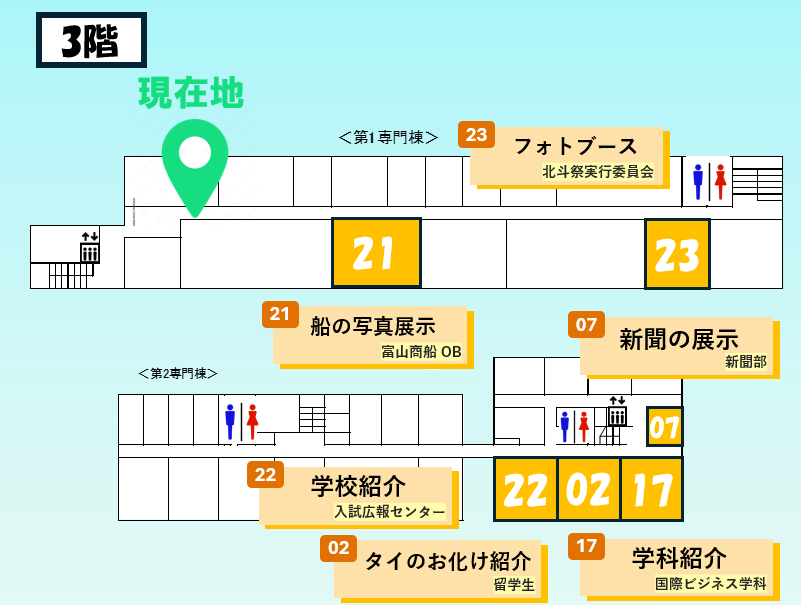 3階
現在地
＜第1専門棟＞
23
フォトブース
北斗祭実行委員会
21
23
21
船の写真展示
富山商船 OB
07
新聞の展示
新聞部
＜第2専門棟＞
07
22
02
17
22
学校紹介
入試広報センター
02
タイのお化け紹介
留学生
17
学科紹介
国際ビジネス学科